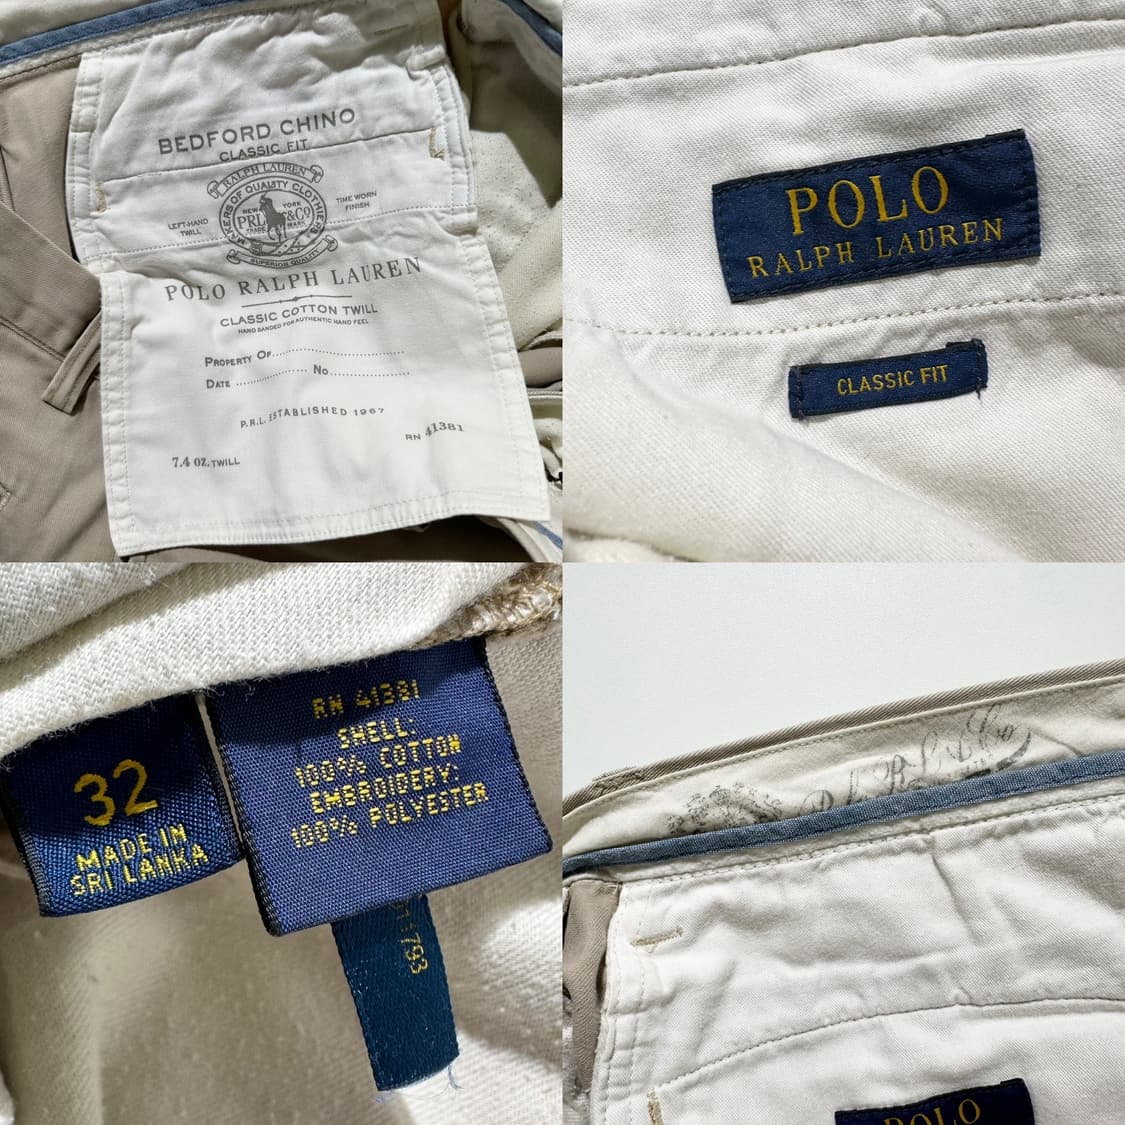 BEDFORD CHINO
CLASSIC FIT
RALPH LAUREN
MAKERS OF QUALITY CLOTHIERS
NEW YORK
PRL &CO
TRADE MARK
SUPERIOR QUALITY
LEFT-HAND
TWILL
TIME WORN
FINISH
POLO RALPH LAUREN
CLASSIC COTTON TWILL
HAND SANDED FOR AUTHENTIC HAND FEEL
PROPERTY OF
DATE No
P.R.L. ESTABLISHED 1967
RN 41381
7.4 OZ. TWILL
POLO
RALPH LAUREN
CLASSIC FIT
32
MADE IN
SRI LANKA
RN 41381
SHELL:
100% COTTON
EMBROIDERY:
100% POLYESTER
POLO